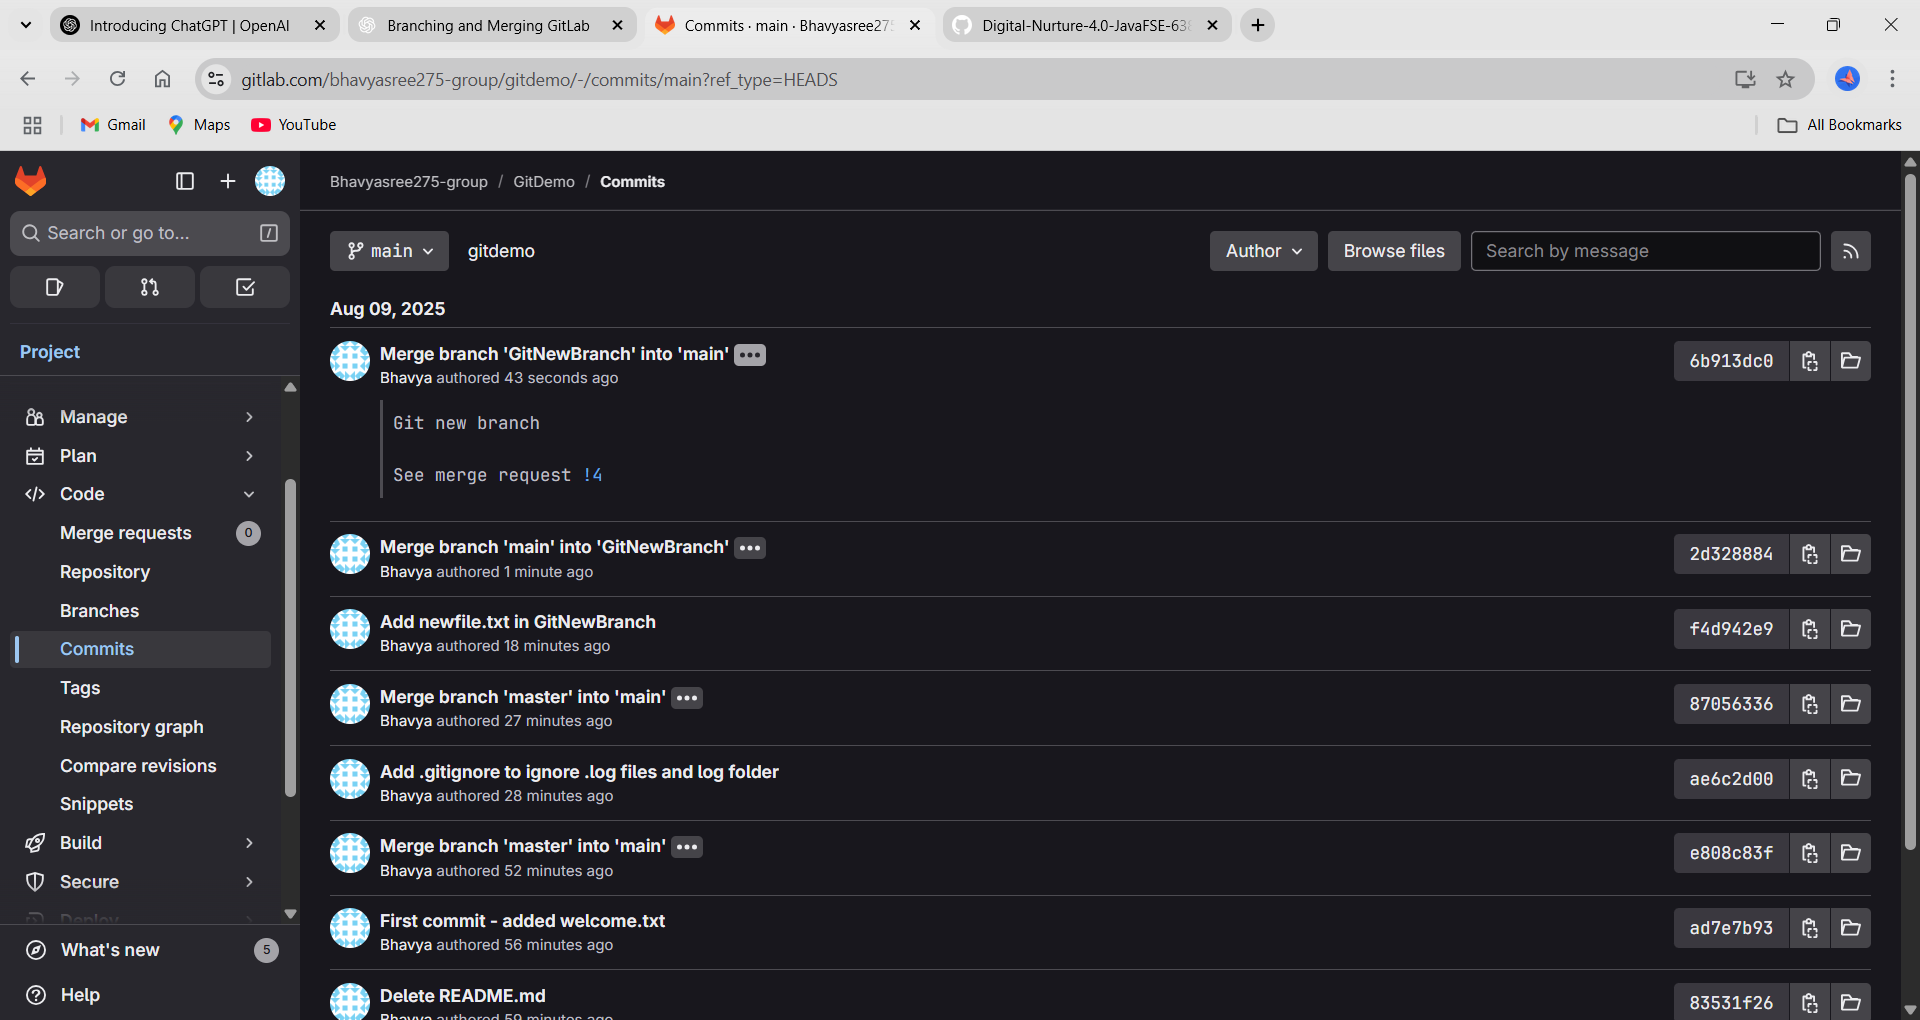 Introducing ChatGPT | OpenAI
Branching and Merging GitLab
Commits · main · Bhavyasree275
Digital-Nurture-4.0-JavaFSE-638
gitlab.com/bhavyasree275-group/gitdemo/-/commits/main?ref_type=HEADS
Gmail
Maps
YouTube
All Bookmarks
Search or go to...
/
Project
Manage
Plan
Code
Merge requests 0
Repository
Branches
Commits
Tags
Repository graph
Compare revisions
Snippets
Build
Secure
Deploy
What's new 5
Help
Bhavyasree275-group / GitDemo / Commits
main
gitdemo
Author
Browse files
Search by message
Aug 09, 2025
Merge branch 'GitNewBranch' into 'main' •••
Bhavya authored 43 seconds ago
6b913dc0
Git new branch
See merge request !4
Merge branch 'main' into 'GitNewBranch' •••
Bhavya authored 1 minute ago
2d328884
Add newfile.txt in GitNewBranch
Bhavya authored 18 minutes ago
f4d942e9
Merge branch 'master' into 'main' •••
Bhavya authored 27 minutes ago
87056336
Add .gitignore to ignore .log files and log folder
Bhavya authored 28 minutes ago
ae6c2d00
Merge branch 'master' into 'main' •••
Bhavya authored 52 minutes ago
e808c83f
First commit - added welcome.txt
Bhavya authored 56 minutes ago
ad7e7b93
Delete README.md
Bhavya authored 59 minutes ago
83531f26